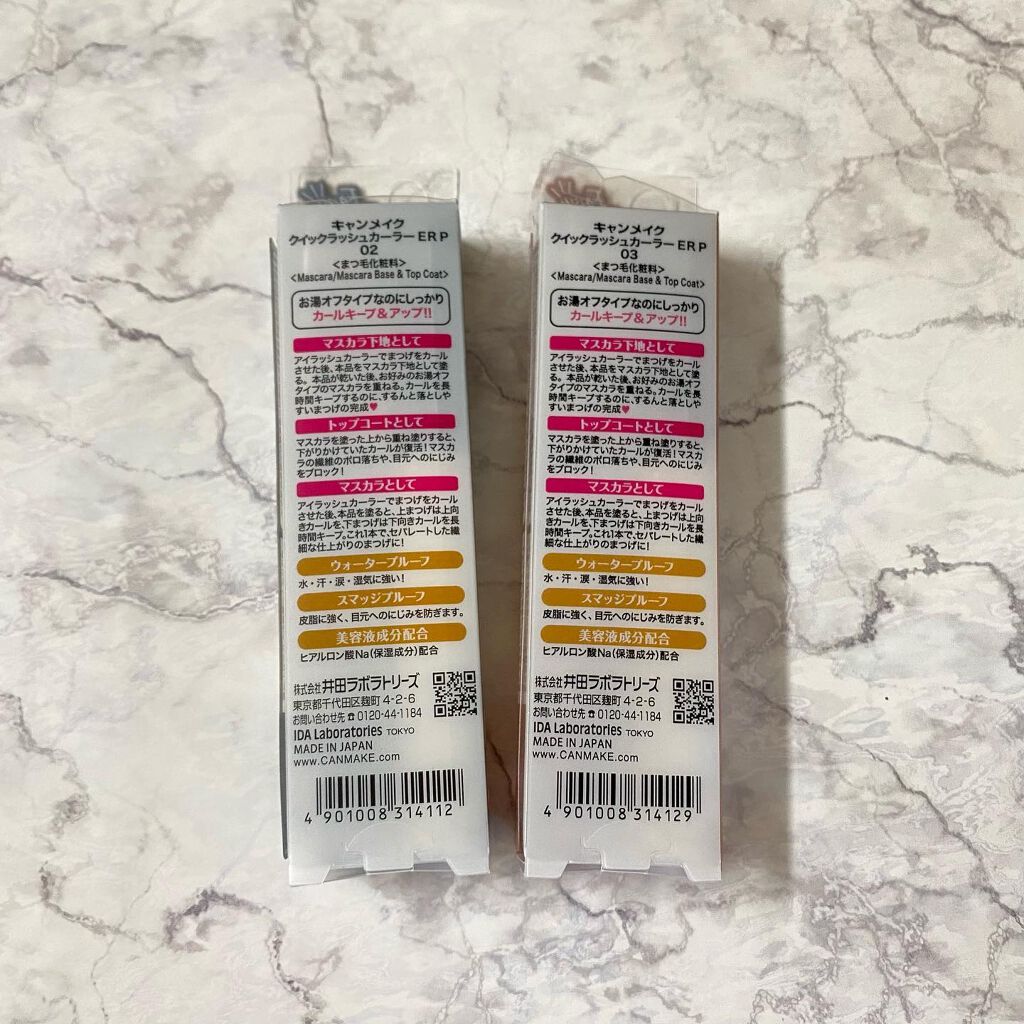 キャンメイク
クイックラッシュカーラー ER P
02
<まつ毛化粧料>
<Mascara/Mascara Base & Top Coat>
お湯オフタイプなのにしっかり
カールキープ&アップ!!
マスカラ下地として
アイラッシュカーラーでまつげをカール
させた後、本品をマスカラ下地として塗
る。本品が乾いた後、お好みのお湯オフ
タイプのマスカラを重ねる。カールを長
時間キープするのに、するんと落としや
すいまつげの完成♥
トップコートとして
マスカラを塗った上から重ね塗りすると、
下がりかけていたカールが復活!マスカ
ラの繊維のポロ落ちや、目元へのにじみ
をブロック!
マスカラとして
アイラッシュカーラーでまつげをカール
させた後、本品を塗ると、上まつげは上向
きカールを、下まつげは下向きカールを長
時間キープ。これ1本で、セパレートした繊
細な仕上がりのまつげに!
ウォータープルーフ
水・汗・涙・湿気に強い!
スマッジプルーフ
皮脂に強く、目元へのにじみを防ぎます。
美容液成分配合
ヒアルロン酸Na(保湿成分)配合
株式会社 井田ラボラトリーズ
東京都千代田区麹町 4-2-6
お問い合わせ先 ☎ 0120-44-1184
IDA Laboratories TOKYO
MADE IN JAPAN
www.CANMAKE.com
4 901008 314112
キャンメイク
クイックラッシュカーラー ER P
03
<まつ毛化粧料>
<Mascara/Mascara Base & Top Coat>
お湯オフタイプなのにしっかり
カールキープ&アップ!!
マスカラ下地として
アイラッシュカーラーでまつげをカール
させた後、本品をマスカラ下地として塗
る。本品が乾いた後、お好みのお湯オフ
タイプのマスカラを重ねる。カールを長
時間キープするのに、するんと落としや
すいまつげの完成♥
トップコートとして
マスカラを塗った上から重ね塗りすると、
下がりかけていたカールが復活!マスカ
ラの繊維のポロ落ちや、目元へのにじみ
をブロック!
マスカラとして
アイラッシュカーラーでまつげをカール
させた後、本品を塗ると、上まつげは上向
きカールを、下まつげは下向きカールを長
時間キープ。これ1本で、セパレートした繊
細な仕上がりのまつげに!
ウォータープルーフ
水・汗・涙・湿気に強い!
スマッジプルーフ
皮脂に強く、目元へのにじみを防ぎます。
美容液成分配合
ヒアルロン酸Na(保湿成分)配合
株式会社 井田ラボラトリーズ
東京都千代田区麹町 4-2-6
お問い合わせ先 ☎ 0120-44-1184
IDA Laboratories TOKYO
MADE IN JAPAN
www.CANMAKE.com
4 901008 314129